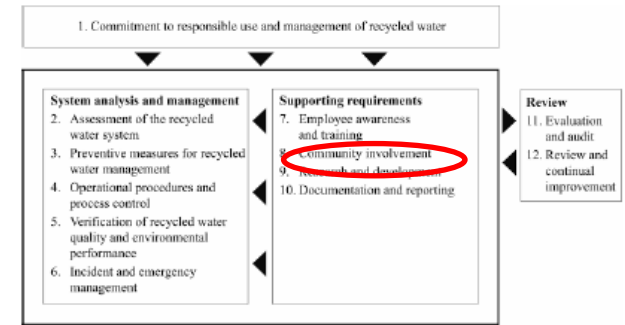 1. Commitment to responsible use and management of recycled water
System analysis and management
2. Assessment of the recycled
water system
3. Preventive measures for recycled
water management
4. Operational procedures and
process control
5. Verification of recycled water
quality and environmental
performance
6. Incident and emergency
management
Supporting requirements
7. Employee awareness
and training
8. Community involvement
9. Research and development
10. Documentation and reporting
Review
11. Evaluation
and audit
12. Review and
continual
improvement